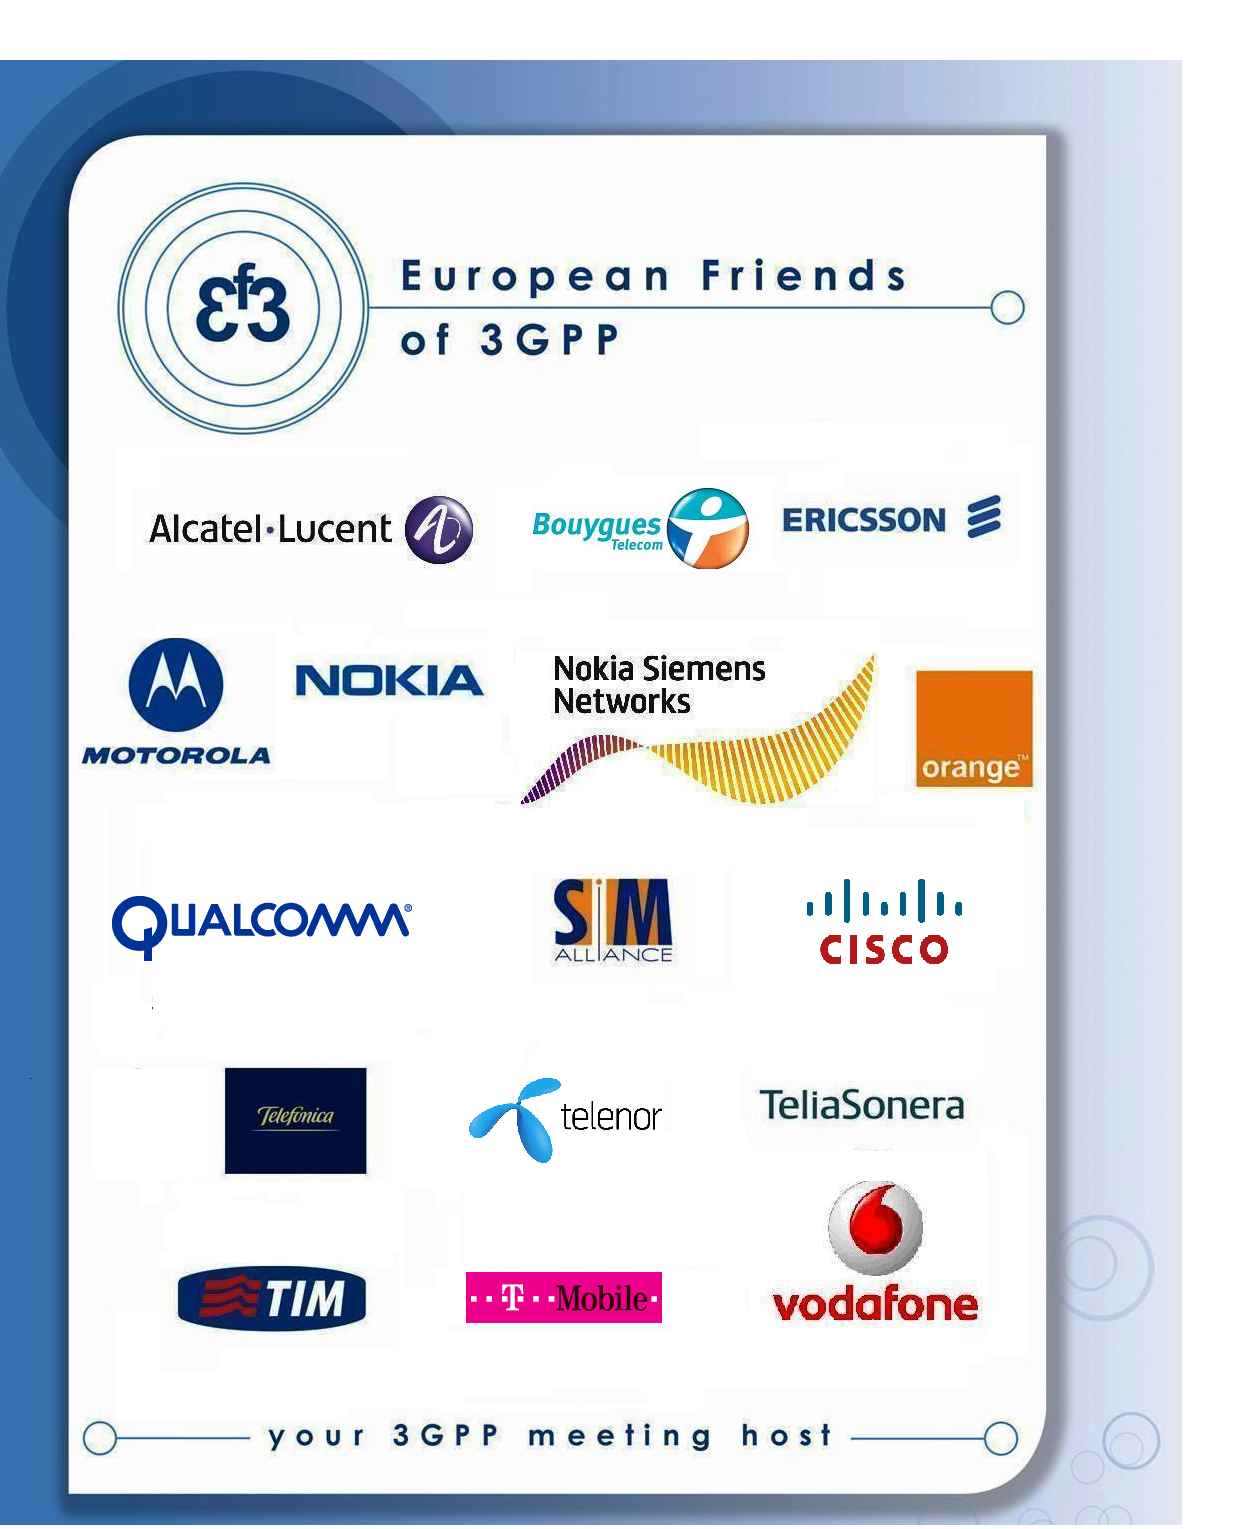 εf3
European Friends
of 3GPP
Alcatel·Lucent
Bouygues
Telecom
ERICSSON
MOTOROLA
NOKIA
Nokia Siemens
Networks
orange™
QUALCOMM®
SiM
ALLIANCE
CISCO
Telefónica
telenor
TeliaSonera
TIM
··T··Mobile·
vodafone
your 3GPP meeting host